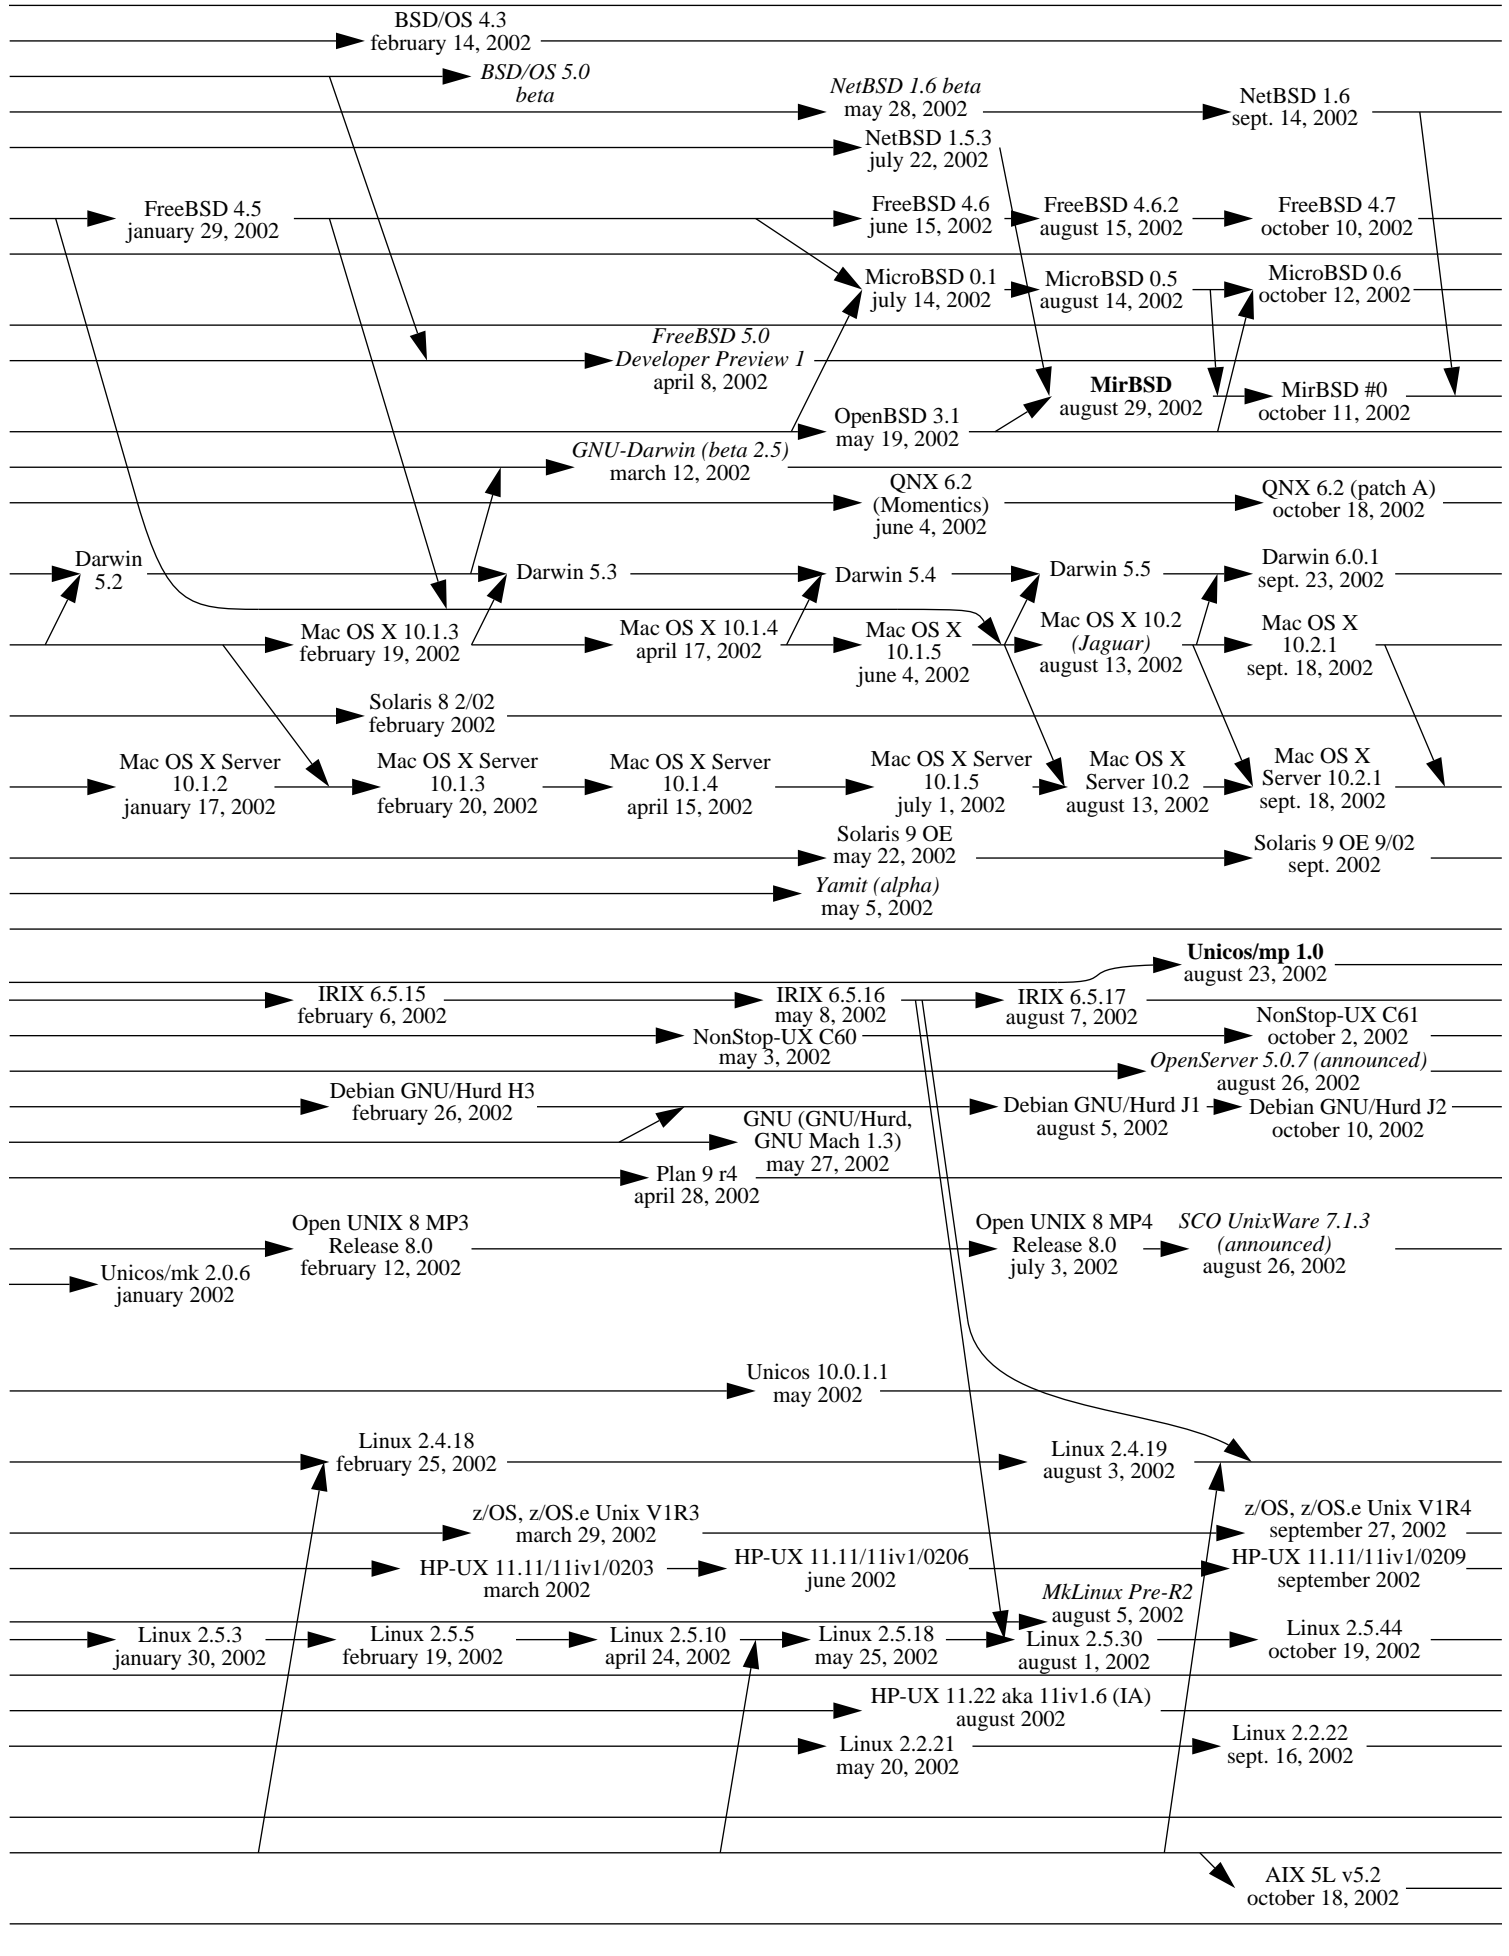 BSD/OS 4.3
february 14, 2002
BSD/OS 5.0
beta
NetBSD 1.6 beta
may 28, 2002
NetBSD 1.6
sept. 14, 2002
NetBSD 1.5.3
july 22, 2002
FreeBSD 4.5
january 29, 2002
FreeBSD 4.6
june 15, 2002
FreeBSD 4.6.2
august 15, 2002
FreeBSD 4.7
october 10, 2002
MicroBSD 0.1
july 14, 2002
MicroBSD 0.5
august 14, 2002
MicroBSD 0.6
october 12, 2002
FreeBSD 5.0
Developer Preview 1
april 8, 2002
MirBSD
august 29, 2002
MirBSD #0
october 11, 2002
OpenBSD 3.1
may 19, 2002
GNU-Darwin (beta 2.5)
march 12, 2002
QNX 6.2
(Momentics)
june 4, 2002
QNX 6.2 (patch A)
october 18, 2002
Darwin
5.2
Darwin 5.3
Darwin 5.4
Darwin 5.5
Darwin 6.0.1
sept. 23, 2002
Mac OS X 10.1.3
february 19, 2002
Mac OS X 10.1.4
april 17, 2002
Mac OS X
10.1.5
june 4, 2002
Mac OS X 10.2
(Jaguar)
august 13, 2002
Mac OS X
10.2.1
sept. 18, 2002
Solaris 8 2/02
february 2002
Mac OS X Server
10.1.2
january 17, 2002
Mac OS X Server
10.1.3
february 20, 2002
Mac OS X Server
10.1.4
april 15, 2002
Mac OS X Server
10.1.5
july 1, 2002
Mac OS X
Server 10.2
august 13, 2002
Mac OS X
Server 10.2.1
sept. 18, 2002
Solaris 9 OE
may 22, 2002
Solaris 9 OE 9/02
sept. 2002
Yamit (alpha)
may 5, 2002
Unicos/mp 1.0
august 23, 2002
IRIX 6.5.15
february 6, 2002
IRIX 6.5.16
may 8, 2002
IRIX 6.5.17
august 7, 2002
NonStop-UX C60
may 3, 2002
NonStop-UX C61
october 2, 2002
OpenServer 5.0.7 (announced)
august 26, 2002
Debian GNU/Hurd H3
february 26, 2002
Debian GNU/Hurd J1
august 5, 2002
Debian GNU/Hurd J2
october 10, 2002
GNU (GNU/Hurd,
GNU Mach 1.3)
may 27, 2002
Plan 9 r4
april 28, 2002
Open UNIX 8 MP3
Release 8.0
february 12, 2002
Open UNIX 8 MP4
Release 8.0
july 3, 2002
SCO UnixWare 7.1.3
(announced)
august 26, 2002
Unicos/mk 2.0.6
january 2002
Unicos 10.0.1.1
may 2002
Linux 2.4.18
february 25, 2002
Linux 2.4.19
august 3, 2002
z/OS, z/OS.e Unix V1R3
march 29, 2002
z/OS, z/OS.e Unix V1R4
september 27, 2002
HP-UX 11.11/11iv1/0203
march 2002
HP-UX 11.11/11iv1/0206
june 2002
HP-UX 11.11/11iv1/0209
september 2002
MkLinux Pre-R2
august 5, 2002
Linux 2.5.3
january 30, 2002
Linux 2.5.5
february 19, 2002
Linux 2.5.10
april 24, 2002
Linux 2.5.18
may 25, 2002
Linux 2.5.30
august 1, 2002
Linux 2.5.44
october 19, 2002
HP-UX 11.22 aka 11iv1.6 (IA)
august 2002
Linux 2.2.21
may 20, 2002
Linux 2.2.22
sept. 16, 2002
AIX 5L v5.2
october 18, 2002